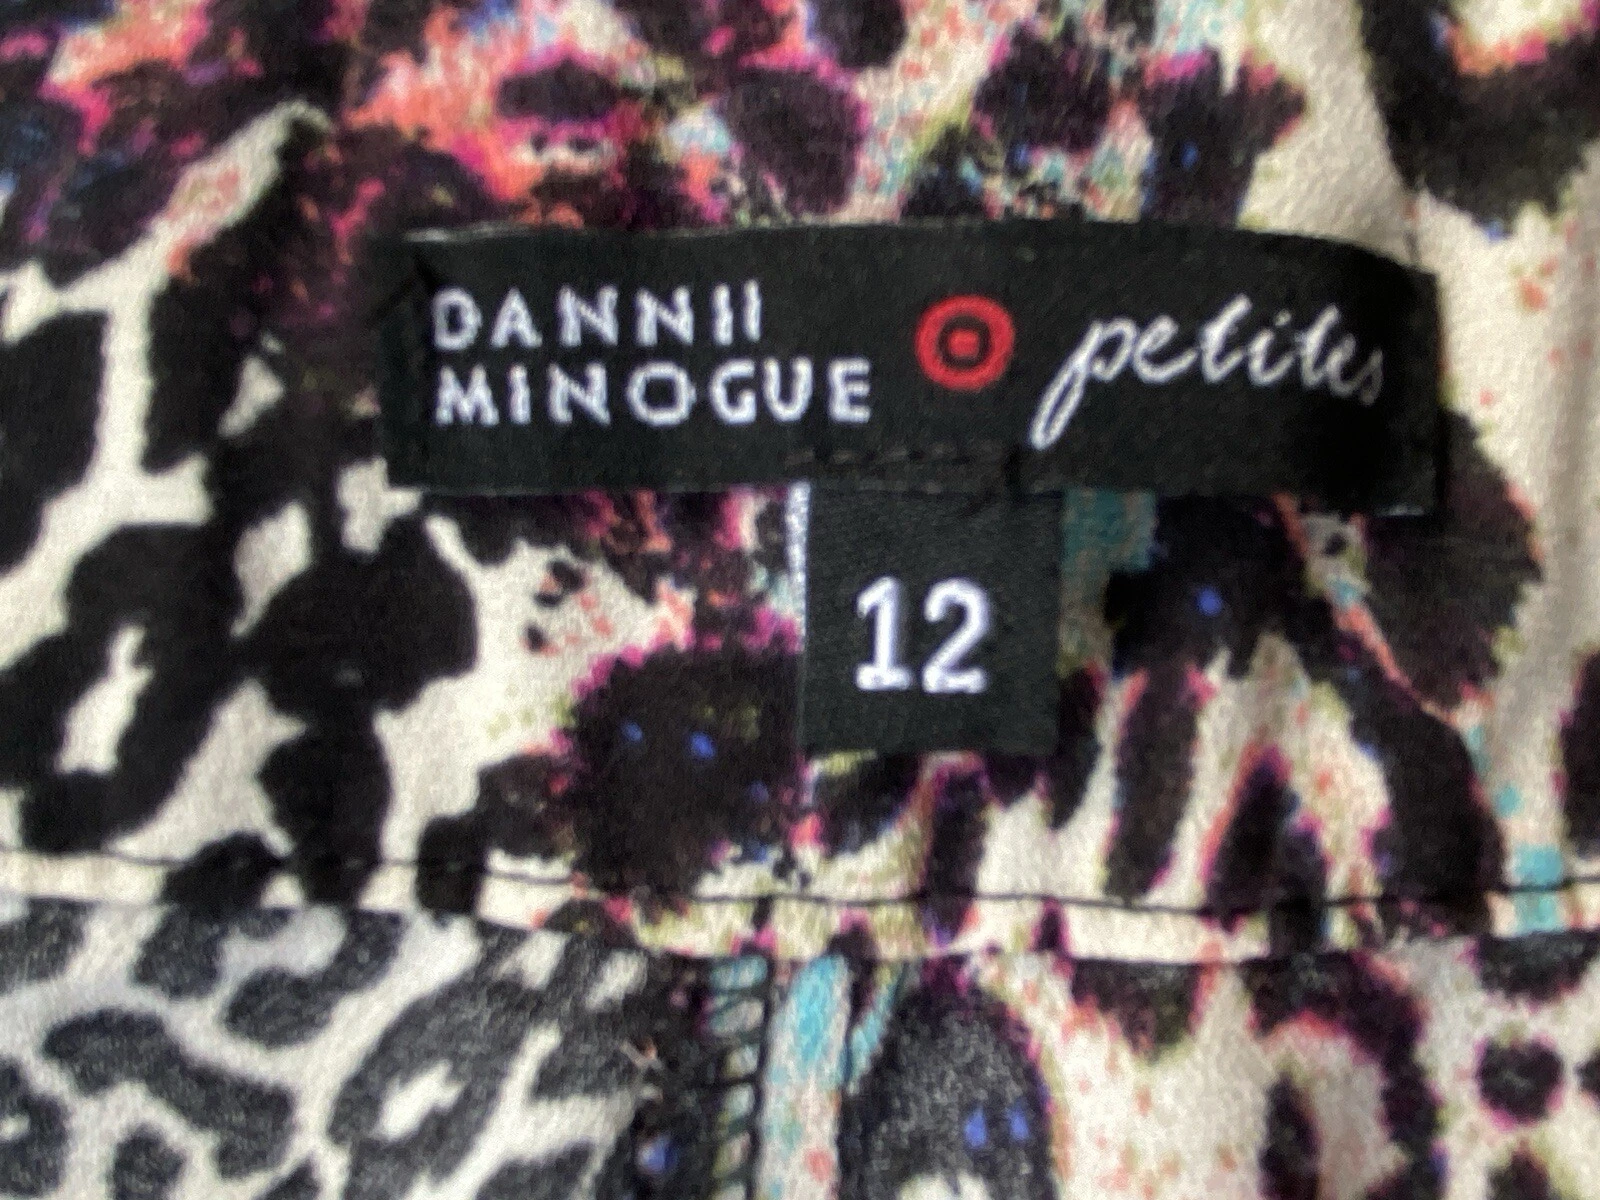 DANNII
MINOGUE
petites
12